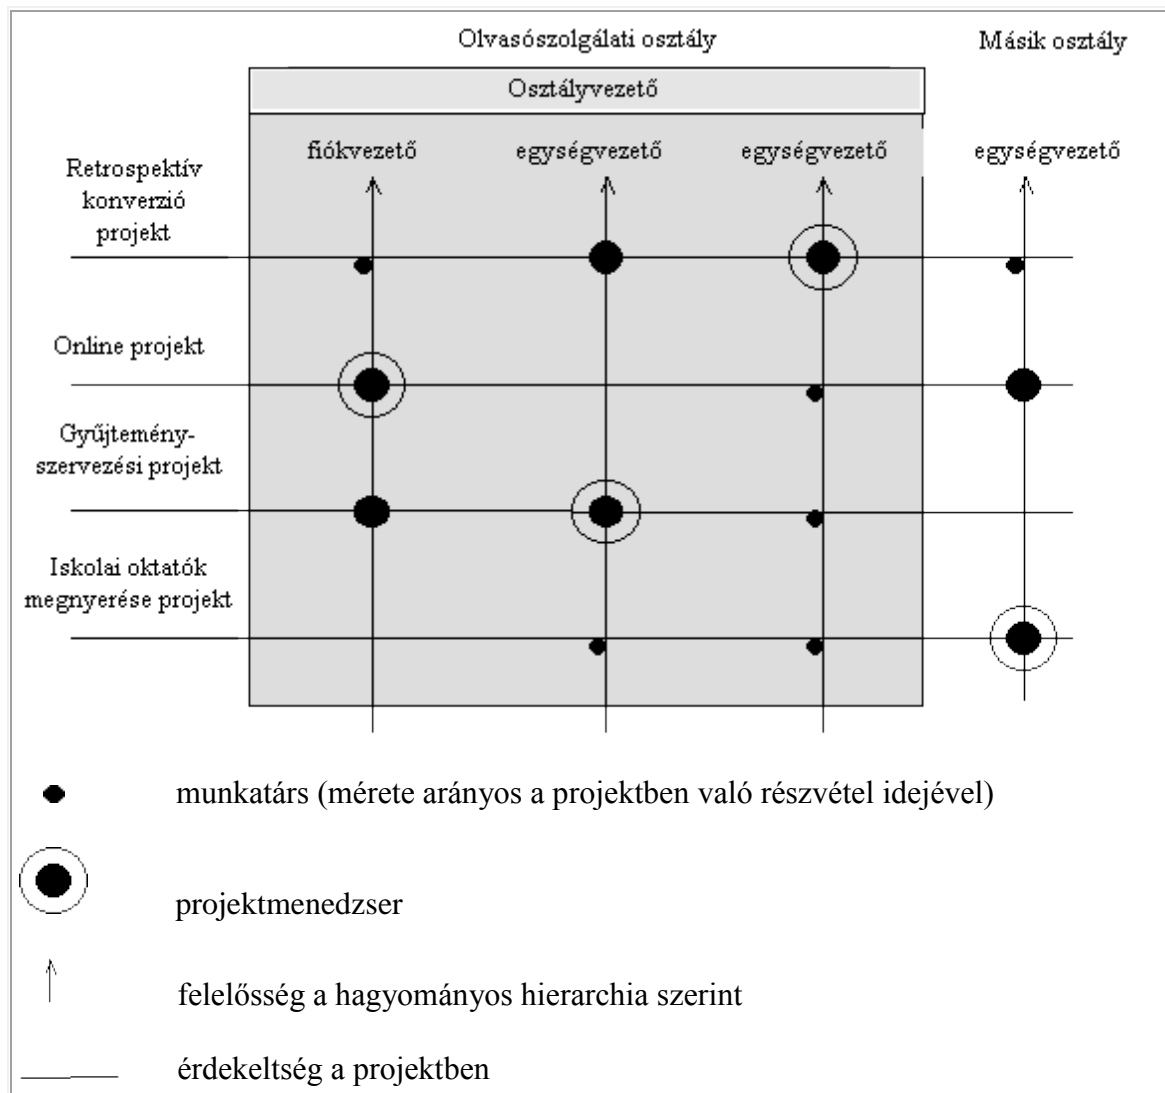 Olvasószolgálati osztály
Másik osztály
Osztályvezető
fiókvezető
egységvezető
egységvezető
egységvezető
Retrospektív
konverzió
projekt
Online projekt
Gyűjtemény-
szervezési projekt
Iskolai oktatók
megnyerése projekt
munkatárs (mérete arányos a projektben való részvétel idejével)
projektmenedzser
felelősség a hagyományos hierarchia szerint
érdekeltség a projektben